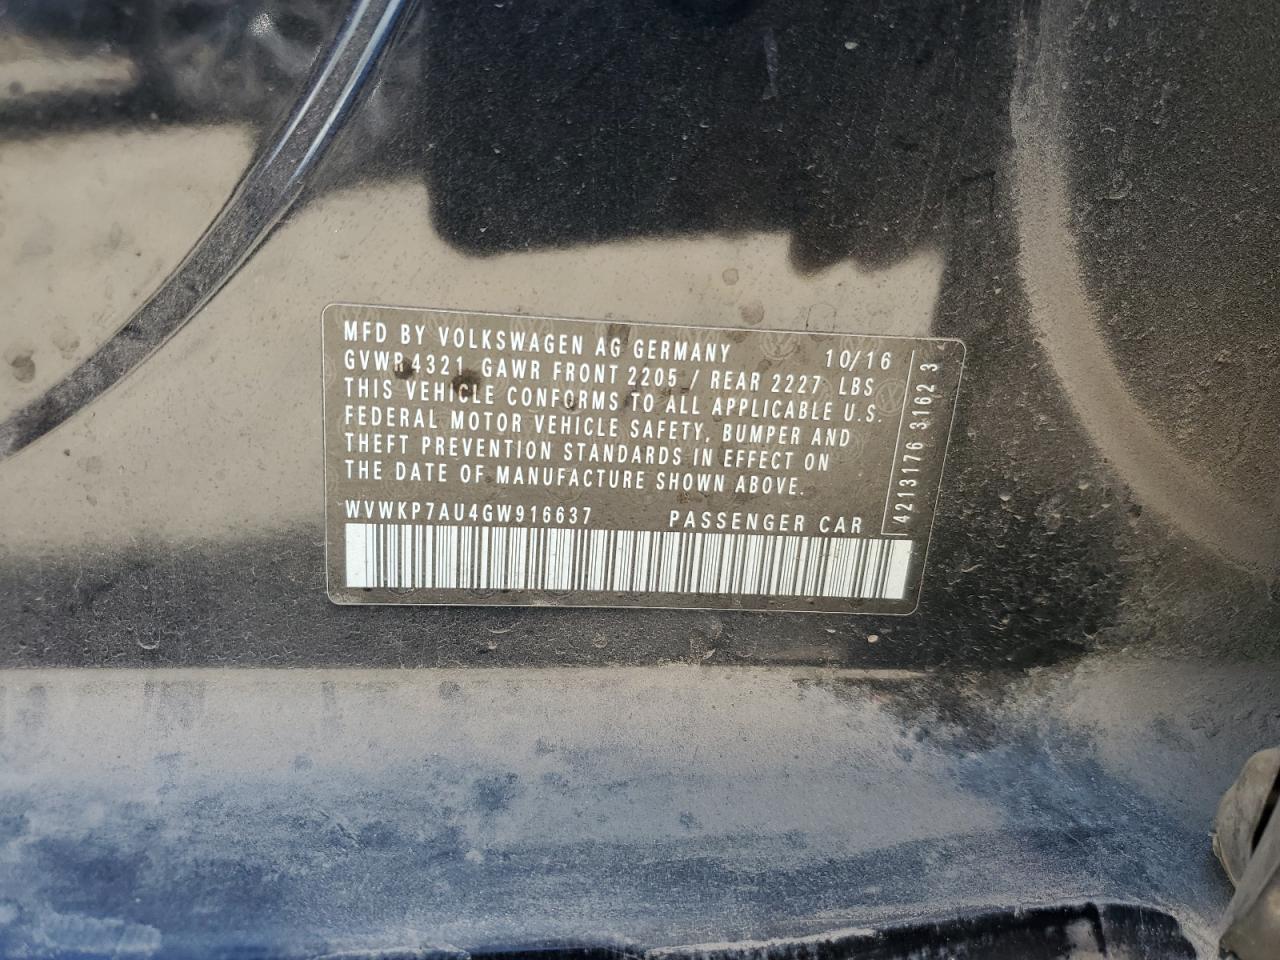 MFD BY VOLKSWAGEN AG GERMANY 10/16
GVWR 4321 GAWR FRONT 2205 / REAR 2227 LBS
THIS VEHICLE CONFORMS TO ALL APPLICABLE U.S.
FEDERAL MOTOR VEHICLE SAFETY, BUMPER AND
THEFT PREVENTION STANDARDS IN EFFECT ON
THE DATE OF MANUFACTURE SHOWN ABOVE.
WVWKP7AU4GW916637 PASSENGER CAR
4213176 3162 3